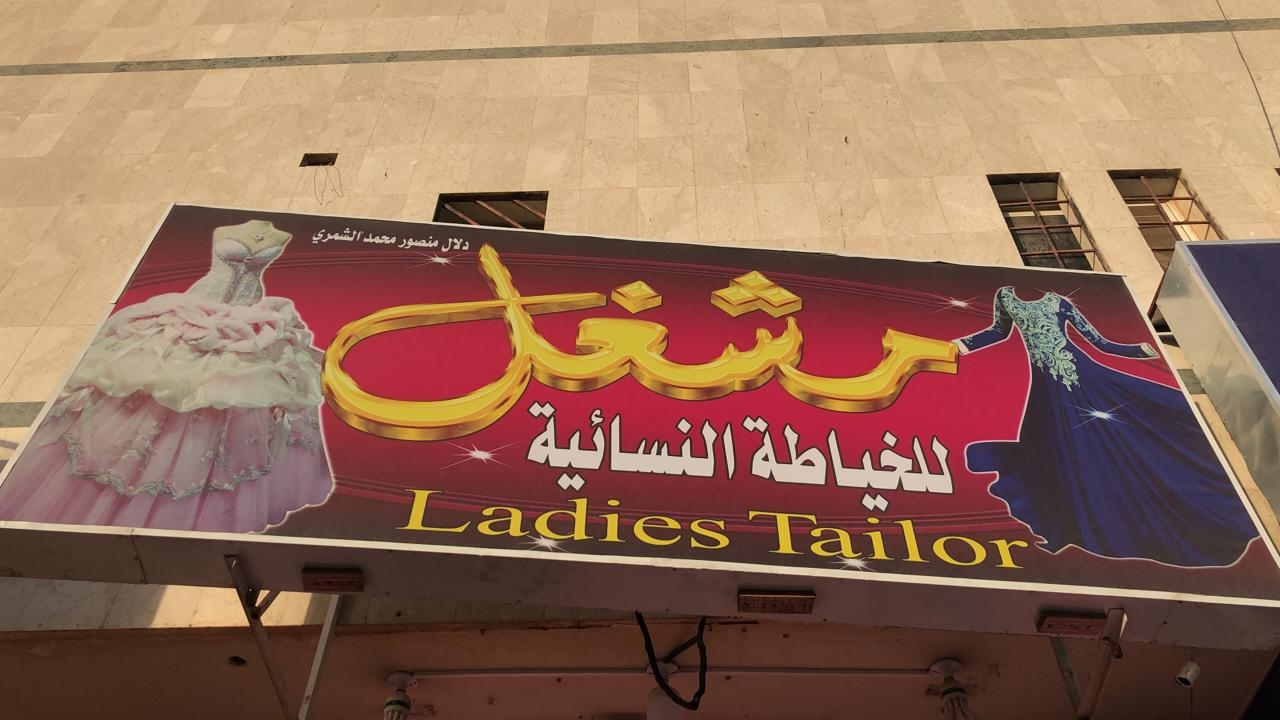 دلال منصور محمد الشمري
مشغل
للخياطة النسائية
Ladies Tailor